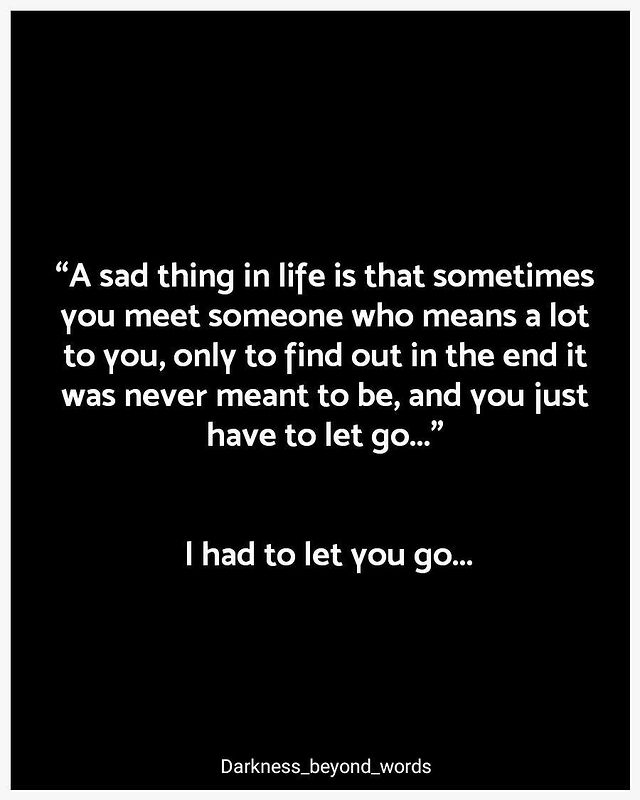 “A sad thing in life is that sometimes
you meet someone who means a lot
to you, only to find out in the end it
was never meant to be, and you just
have to let go...”
I had to let you go...
Darkness_beyond_words